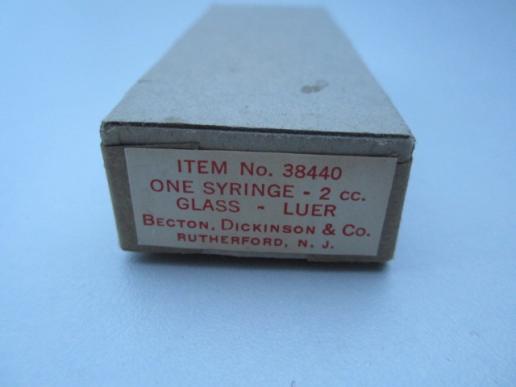 ITEM No. 38440
ONE SYRINGE - 2 cc.
GLASS - LUER
BECTON, DICKINSON & Co.
RUTHERFORD, N. J.